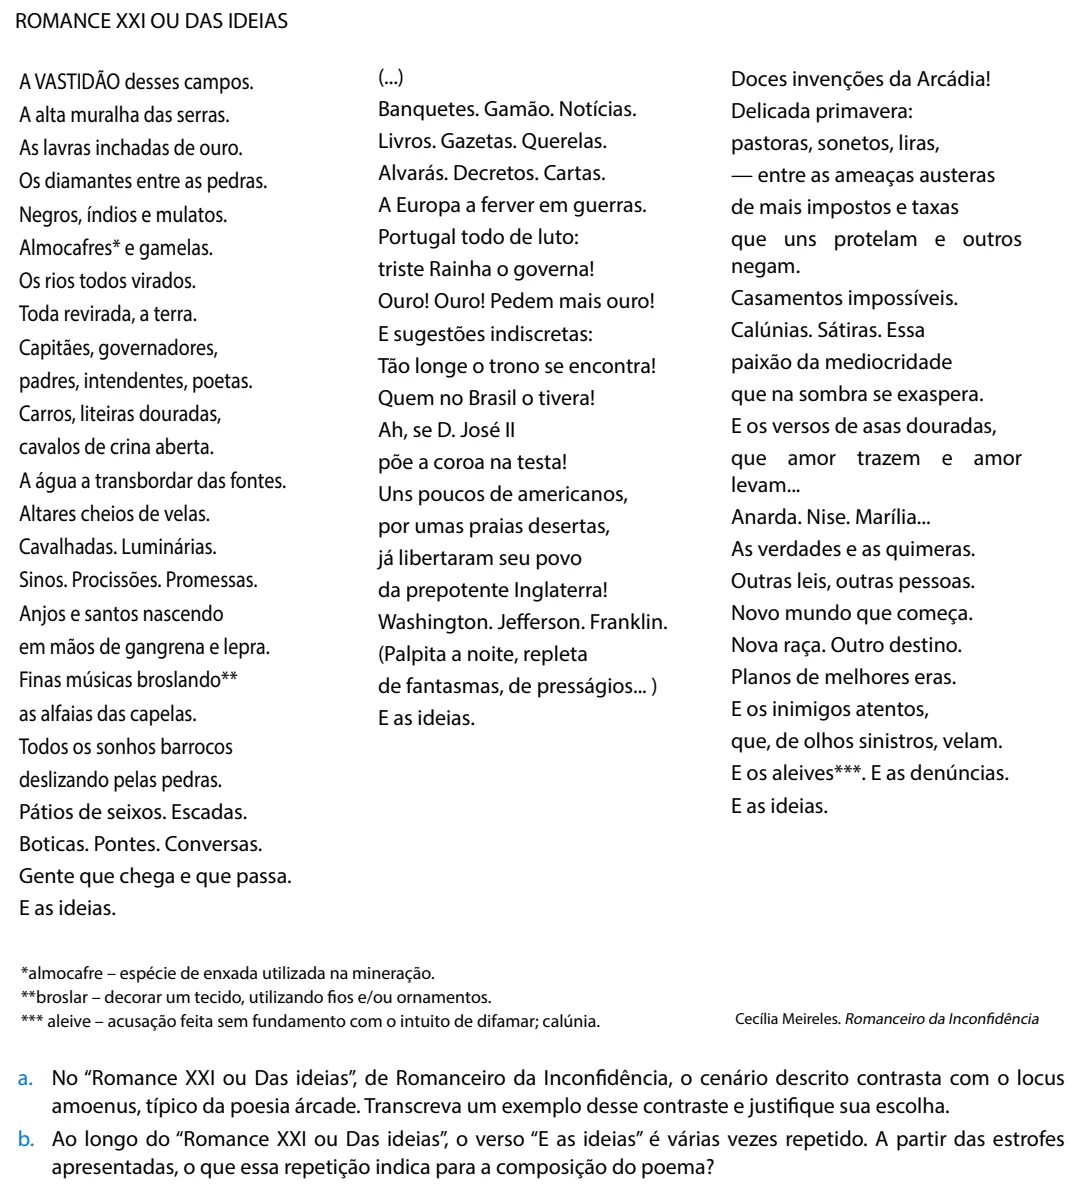 ROMANCE XXI OU DAS IDEIAS
A VASTIDÃO desses campos.
A alta muralha das serras.
As lavras inchadas de ouro.
Os diamantes entre as pedras.
Negros, índios e mulatos.
Almocafres* e gamelas.
Os rios todos virados.
Toda revirada, a terra.
Capitães, governadores,
padres, intendentes, poetas.
Carros, liteiras douradas,
cavalos de crina aberta.
A água a transbordar das fontes.
Altares cheios de velas.
Cavalhadas. Luminárias.
Sinos. Procissões. Promessas.
Anjos e santos nascendo
em mãos de gangrena e lepra.
Finas músicas broslando**
as alfaias das capelas.
Todos os sonhos barrocos
deslizando pelas pedras.
Pátios de seixos. Escadas.
Boticas. Pontes. Conversas.
Gente que chega e que passa.
E as ideias.
(...)
Banquetes. Gamão. Notícias.
Livros. Gazetas. Querelas.
Alvarás. Decretos. Cartas.
A Europa a ferver em guerras.
Portugal todo de luto:
triste Rainha o governa!
Ouro! Ouro! Pedem mais ouro!
E sugestões indiscretas:
Tão longe o trono se encontra!
Quem no Brasil o tivera!
Ah, se D. José II
põe a coroa na testa!
Uns poucos de americanos,
por umas praias desertas,
já libertaram seu povo
da prepotente Inglaterra!
Washington. Jefferson. Franklin.
(Palpita a noite, repleta
de fantasmas, de presságios... )
E as ideias.
Doces invenções da Arcádia!
Delicada primavera:
pastoras, sonetos, liras,
— entre as ameaças austeras
de mais impostos e taxas
que uns protelam e outros
negam.
Casamentos impossíveis.
Calúnias. Sátiras. Essa
paixão da mediocridade
que na sombra se exaspera.
E os versos de asas douradas,
que amor trazem e amor
levam...
Anarda. Nise. Marília...
As verdades e as quimeras.
Outras leis, outras pessoas.
Novo mundo que começa.
Nova raça. Outro destino.
Planos de melhores eras.
E os inimigos atentos,
que, de olhos sinistros, velam.
E os aleives***. E as denúncias.
E as ideias.
*almocafre – espécie de enxada utilizada na mineração.
**broslar – decorar um tecido, utilizando fios e/ou ornamentos.
*** aleive – acusação feita sem fundamento com o intuito de difamar; calúnia.
Cecília Meireles. Romanceiro da Inconfidência
a. No “Romance XXI ou Das ideias”, de Romanceiro da Inconfidência, o cenário descrito contrasta com o locus
amoenus, típico da poesia árcade. Transcreva um exemplo desse contraste e justifique sua escolha.
b. Ao longo do “Romance XXI ou Das ideias”, o verso “E as ideias” é várias vezes repetido. A partir das estrofes
apresentadas, o que essa repetição indica para a composição do poema?